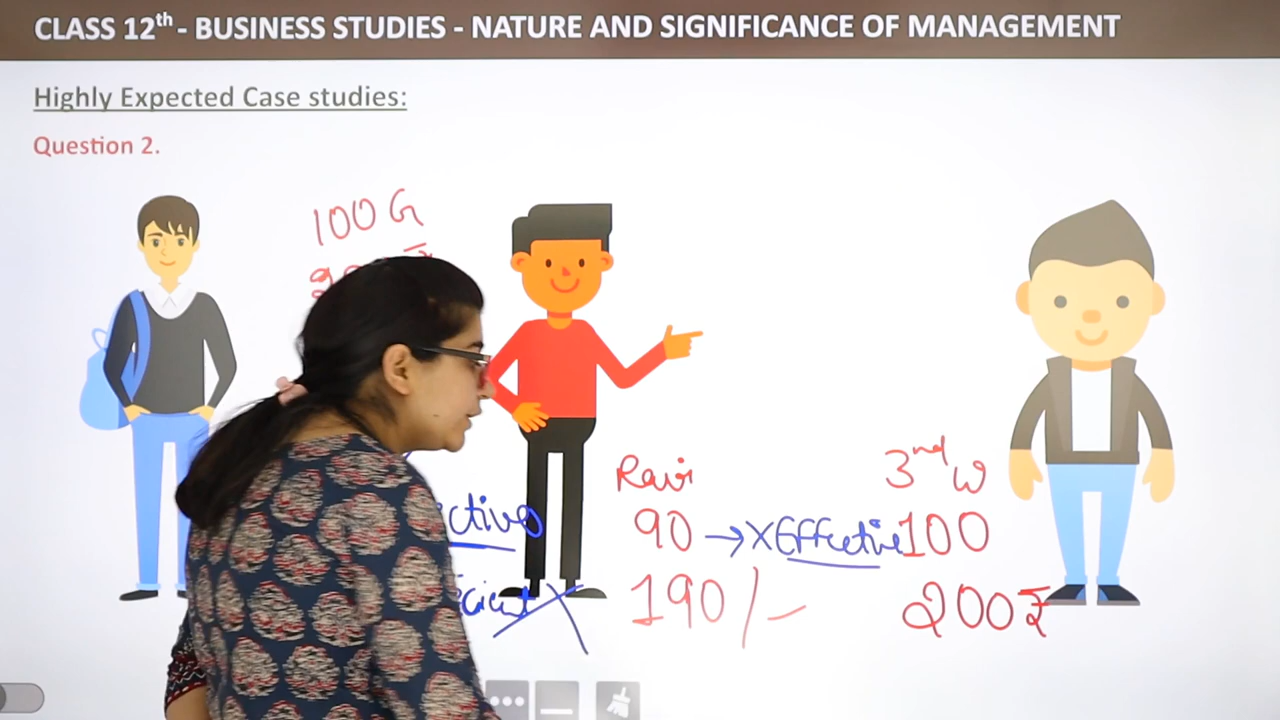 CLASS 12th - BUSINESS STUDIES - NATURE AND SIGNIFICANCE OF MANAGEMENT
Highly Expected Case studies:
Question 2.
100 G
Ravi
90 → X Effective
190/-
3nd W
100
200₹